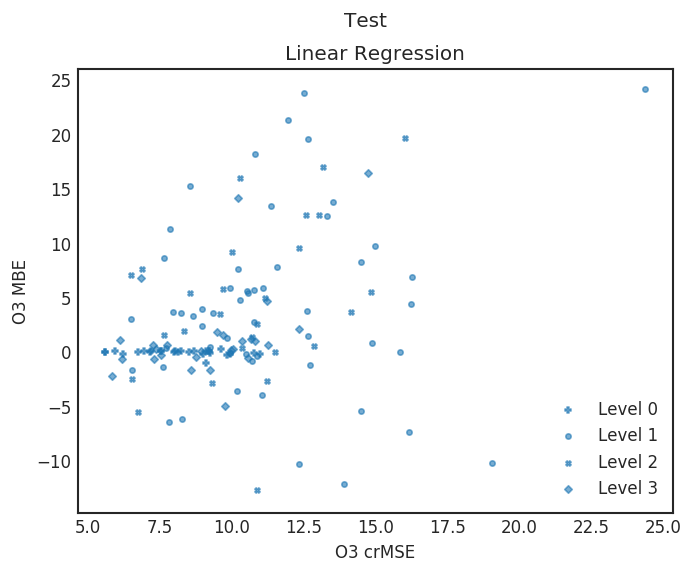 Test
Linear Regression
25
20
15
10
5
0
−5
−10
O3 MBE
Level 0
Level 1
Level 2
Level 3
5.0 7.5 10.0 12.5 15.0 17.5 20.0 22.5 25.0
O3 crMSE